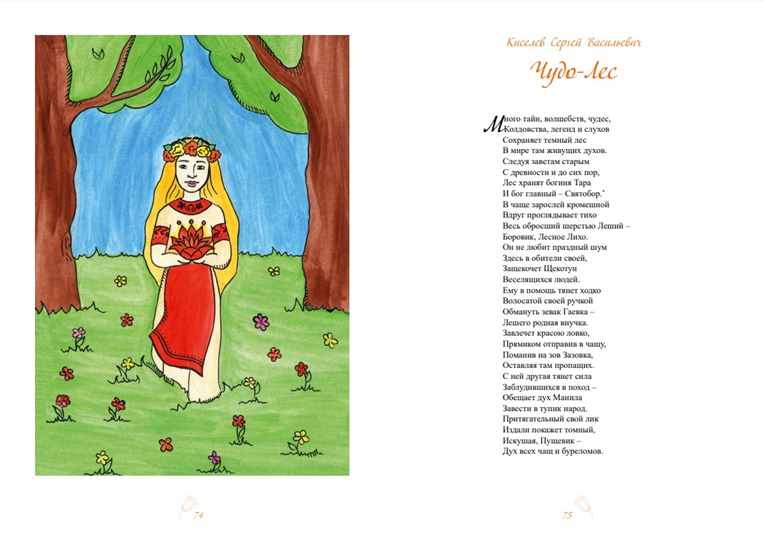 Киселев Сергей Васильевич
Чудо-Лес
Много тайн, волшебств, чудес,
Колдовства, легенд и слухов
Сохраняет темный лес
В мире там живущих духов.
Следуя заветам старым
С древности и до сих пор,
Лес хранят богиня Тара
И бог главный – Святобор.*
В чаще зарослей кромешной
Вдруг проглядывает тихо
Весь обросший шерстью Леший –
Боровик, Лесное Лихо.
Он не любит праздный шум
Здесь в обители своей,
Защекочет Щекотун
Веселящихся людей.
Ему в помощь тянет ходко
Волосатой своей ручкой
Обмануть зевак Гаевка –
Лешего родная внучка.
Завлечет красою ловко,
Прямиком отправив в чащу,
Поманив на зов Зазовка,
Оставляя там пропащих.
С ней другая тянет сила
Заблудившихся в поход –
Обещает дух Манила
Завести в тупик народ.
Притягательный свой лик
Издали покажет томный,
Искушая, Пущевик –
Дух всех чащ и буреломов.
74
75